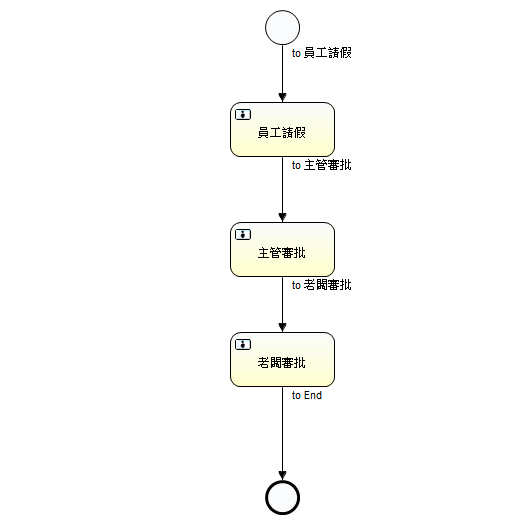 to 員工請假
員工請假
to 主管審批
主管審批
to 老闆審批
老闆審批
to End